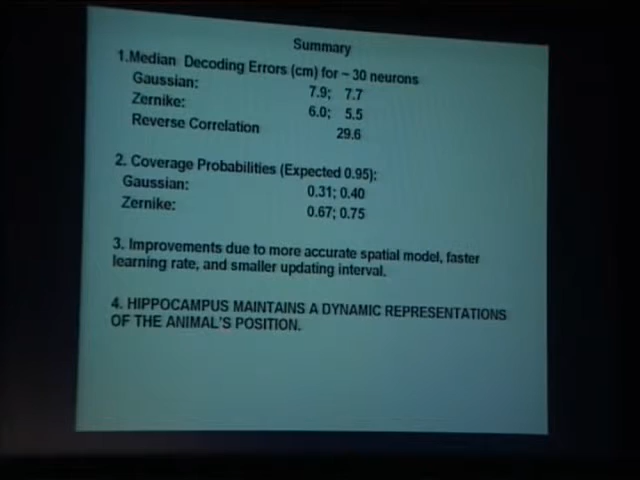 Summary
1.Median Decoding Errors (cm) for ~ 30 neurons
Gaussian: 7.9; 7.7
Zernike: 6.0; 5.5
Reverse Correlation 29.6
2. Coverage Probabilities (Expected 0.95):
Gaussian: 0.31; 0.40
Zernike: 0.67; 0.75
3. Improvements due to more accurate spatial model, faster
learning rate, and smaller updating interval.
4. HIPPOCAMPUS MAINTAINS A DYNAMIC REPRESENTATIONS
OF THE ANIMAL'S POSITION.